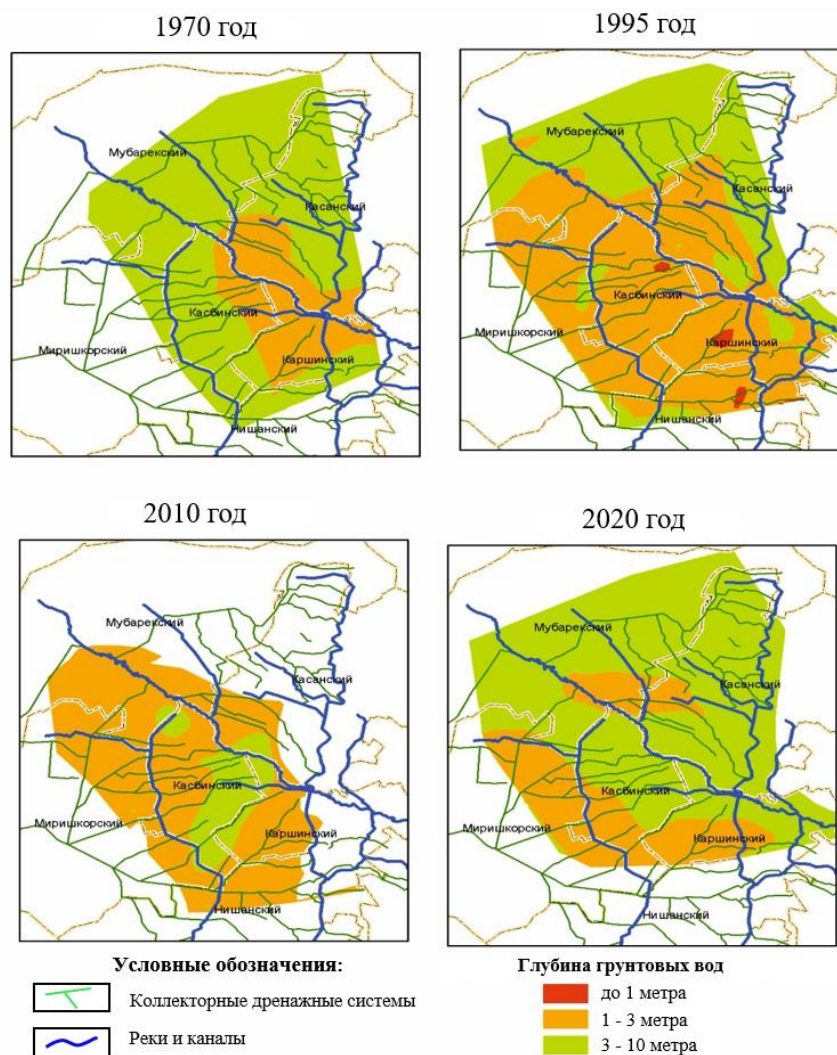 1970 год
1995 год
Мубарекский
Касанский
Касбинский
Миришкорский
Каршинский
Нишанский
Мубарекский
Касанский
Касбинский
Миришкорский
Каршинский
Нишанский
2010 год
2020 год
Мубарекский
Касанский
Касбинский
Миришкорский
Каршинский
Нишанский
Мубарекский
Касанский
Касбинский
Миришкорский
Каршинский
Нишанский
Условные обозначения:
Коллекторные дренажные системы
Реки и каналы
Глубина грунтовых вод
до 1 метра
1 - 3 метра
3 - 10 метра